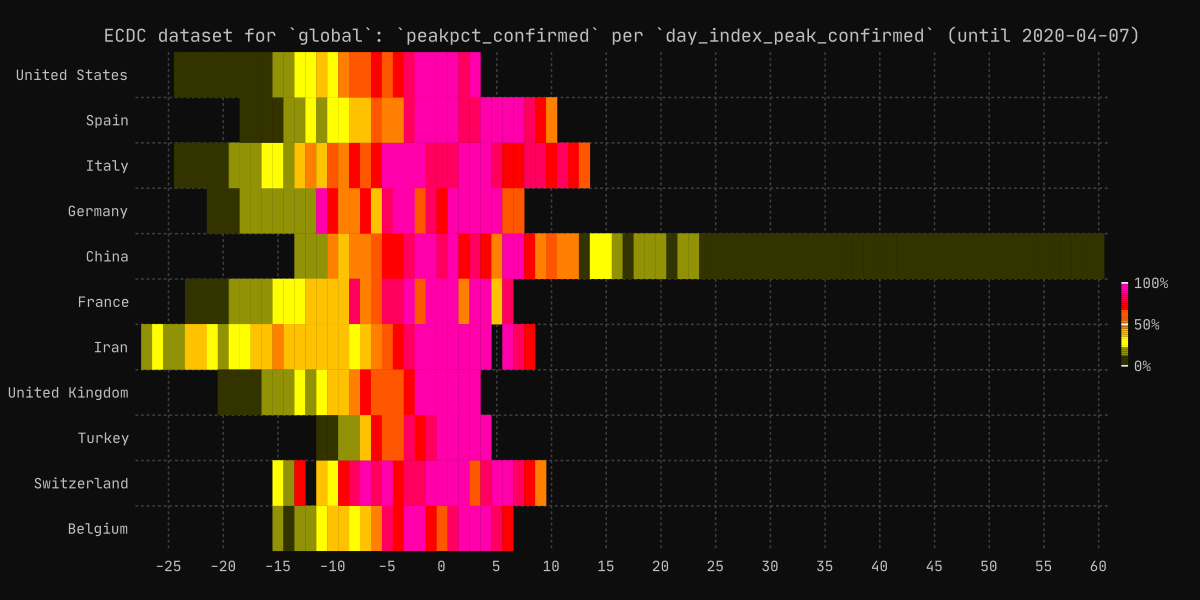 ECDC dataset for `global`: `peakpct_confirmed` per `day_index_peak_confirmed` (until 2020-04-07)
United States
Spain
Italy
Germany
China
France
Iran
United Kingdom
Turkey
Switzerland
Belgium
100%
50%
0%
-25 -20 -15 -10 -5 0 5 10 15 20 25 30 35 40 45 50 55 60